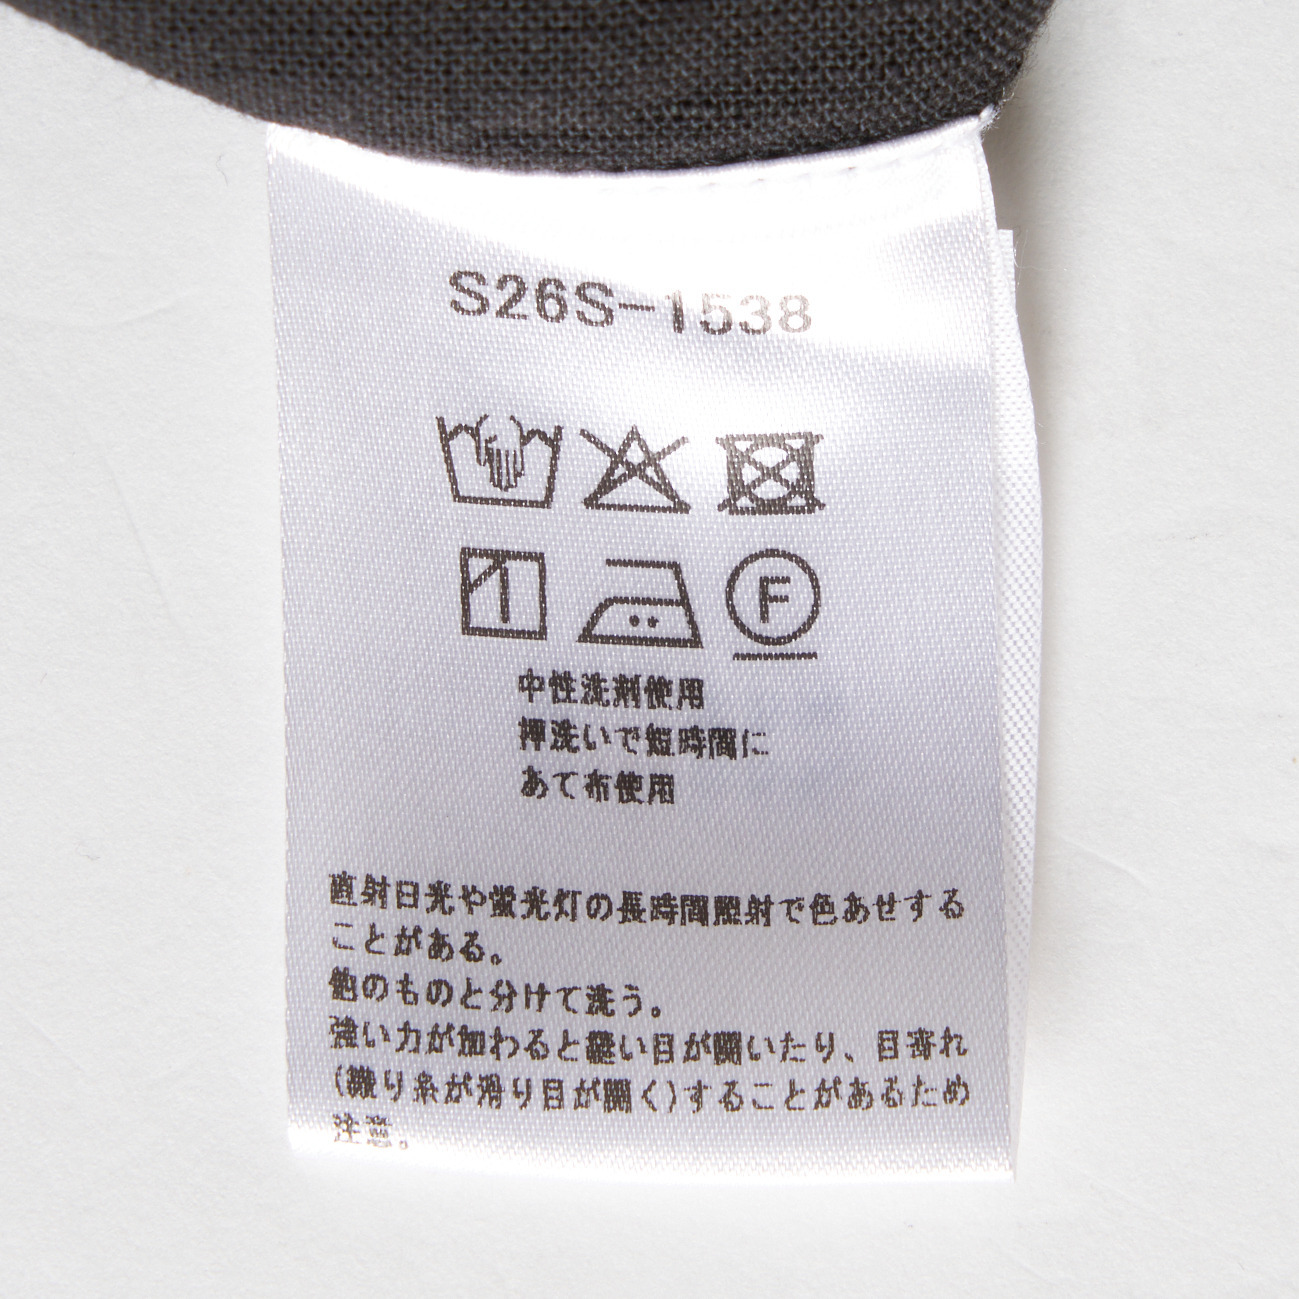 S26S-1538
F
中性洗剤使用
押洗いで短時間に
あて布使用
直射日光や蛍光灯の長時間照射で色あせする
ことがある。
他のものと分けて洗う。
強い力が加わると縫い目が開いたり、目寄れ
(織り糸が滑り目が開く)することがあるため
注意。